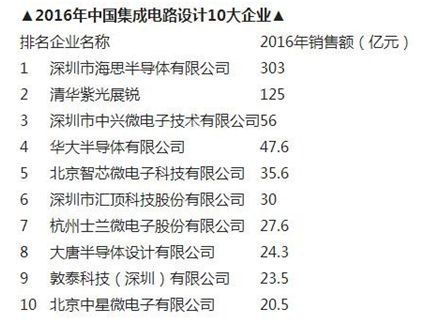 ▲2016年中国集成电路设计10大企业▲
排名企业名称 2016年销售额（亿元）
1 深圳市海思半导体有限公司 303
2 清华紫光展锐 125
3 深圳市中兴微电子技术有限公司56
4 华大半导体有限公司 47.6
5 北京智芯微电子科技有限公司 35.6
6 深圳市汇顶科技股份有限公司 30
7 杭州士兰微电子股份有限公司 27.6
8 大唐半导体设计有限公司 24.3
9 敦泰科技（深圳）有限公司 23.5
10 北京中星微电子有限公司 20.5